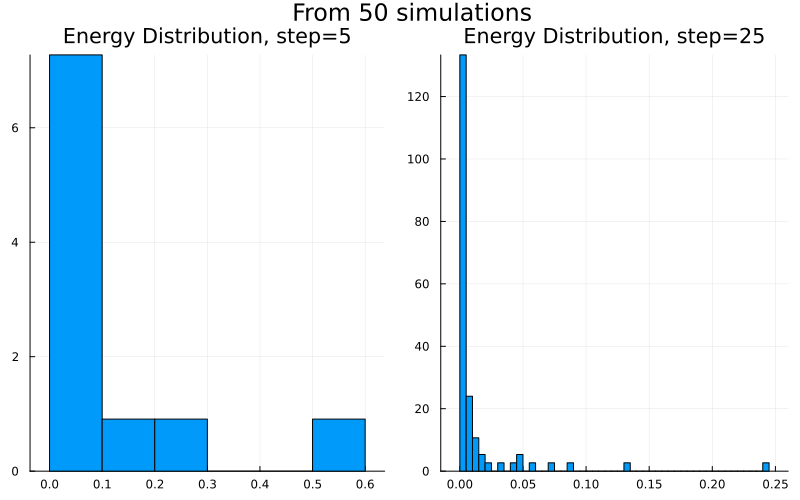 From 50 simulations
Energy Distribution, step=5
Energy Distribution, step=25
6
4
2
0
0.0 0.1 0.2 0.3 0.4 0.5 0.6
120
100
80
60
40
20
0
0.00 0.05 0.10 0.15 0.20 0.25